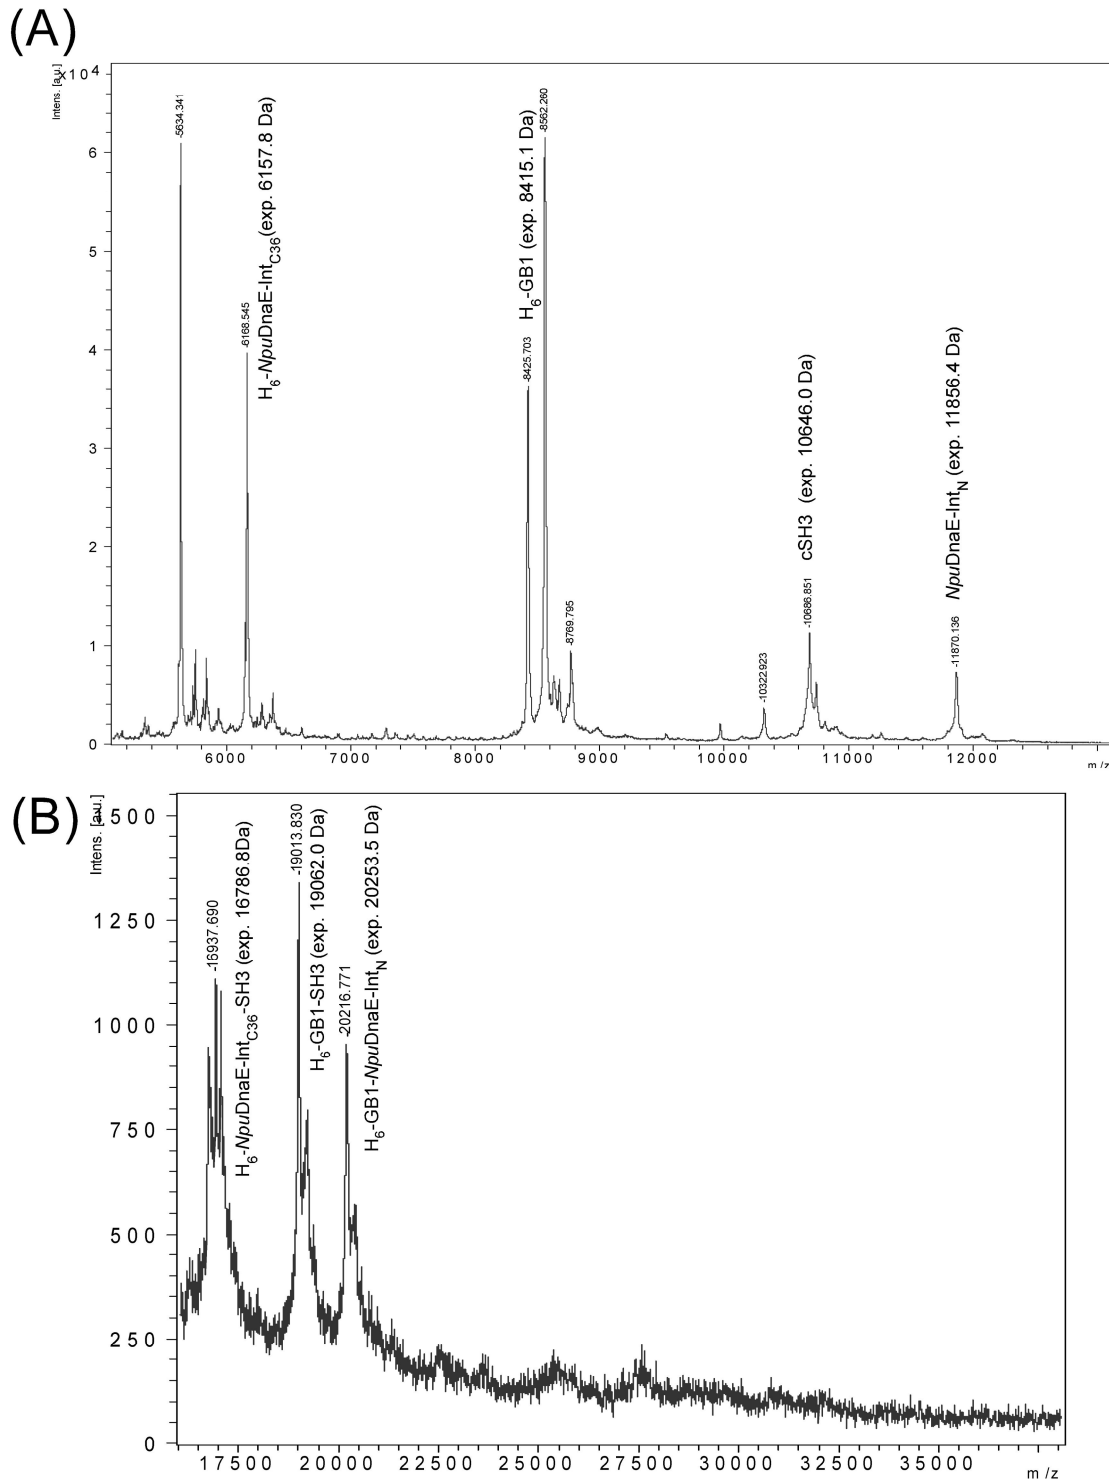 (A)
Intens. [a.u.]
x10⁴
6
5
4
3
2
1
0
5634.341
6168.545
H₆-NpuDnaE-Int_C36(exp. 6157.8 Da)
8425.703
H₆-GB1 (exp. 8415.1 Da)
8562.260
8769.795
10322.923
10686.851
cSH3 (exp. 10646.0 Da)
11870.136
NpuDnaE-Int_N (exp. 11856.4 Da)
6000 7000 8000 9000 10000 11000 12000
m/z
(B)
Intens. [a.u.]
1500
1250
1000
750
500
250
0
16937.690
H₆-NpuDnaE-Int_C36-SH3 (exp. 16786.8Da)
19013.830
H₆-GB1-SH3 (exp. 19062.0 Da)
20216.771
H₆-GB1-NpuDnaE-Int_N (exp. 20253.5 Da)
17500 20000 22500 25000 27500 30000 32500 35000
m/z